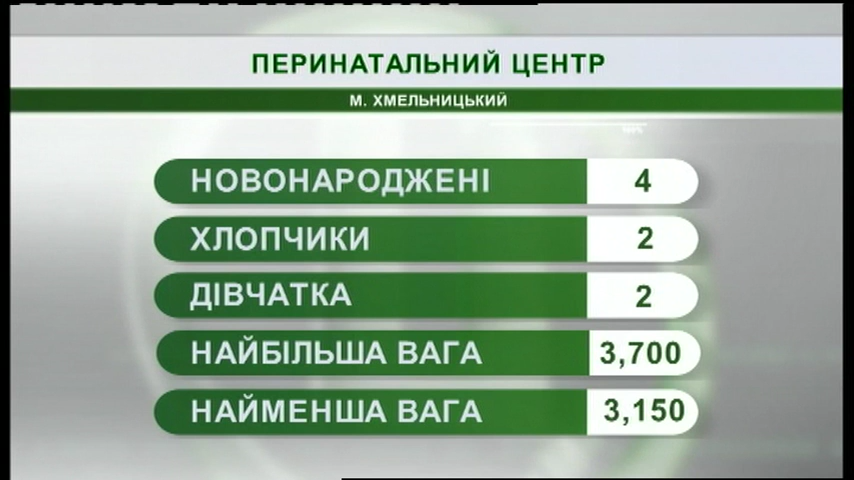 ПЕРИНАТАЛЬНИЙ ЦЕНТР
М. ХМЕЛЬНИЦЬКИЙ
НОВОНАРОДЖЕНІ 4
ХЛОПЧИКИ 2
ДІВЧАТКА 2
НАЙБІЛЬША ВАГА 3,700
НАЙМЕНША ВАГА 3,150